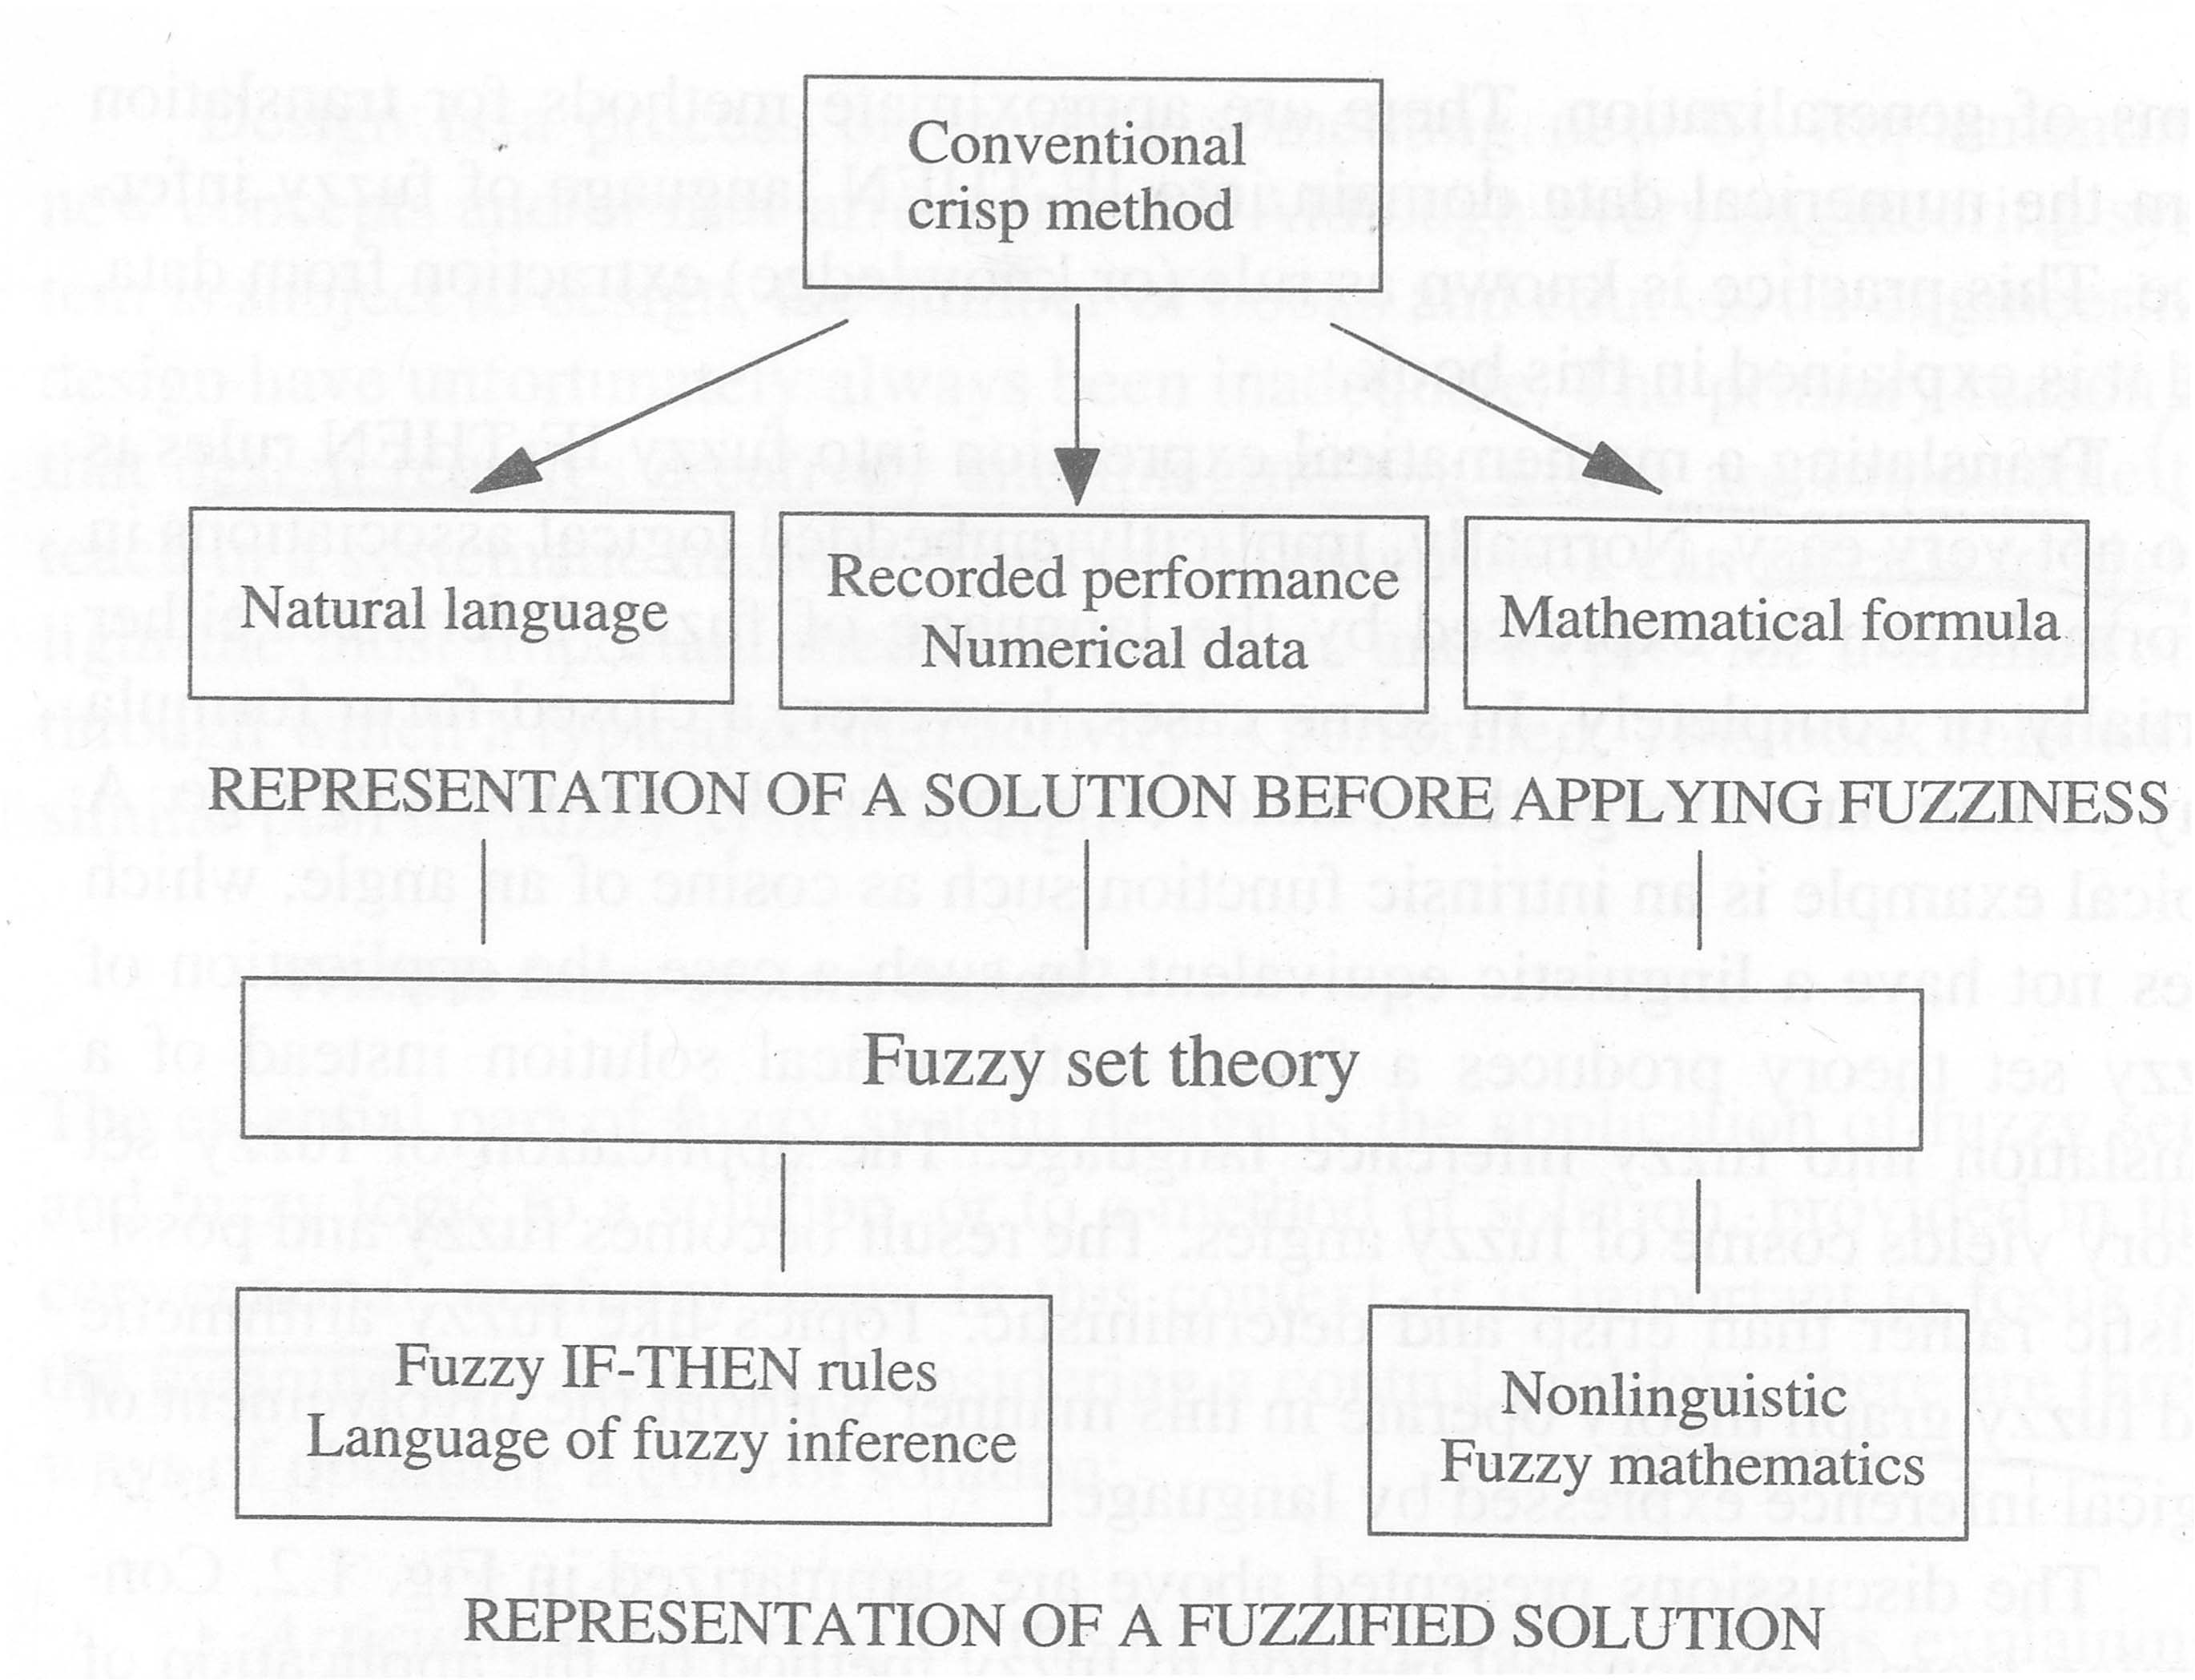 Conventional
crisp method
Natural language
Recorded performance
Numerical data
Mathematical formula
REPRESENTATION OF A SOLUTION BEFORE APPLYING FUZZINESS
Fuzzy set theory
Fuzzy IF-THEN rules
Language of fuzzy inference
Nonlinguistic
Fuzzy mathematics
REPRESENTATION OF A FUZZIFIED SOLUTION